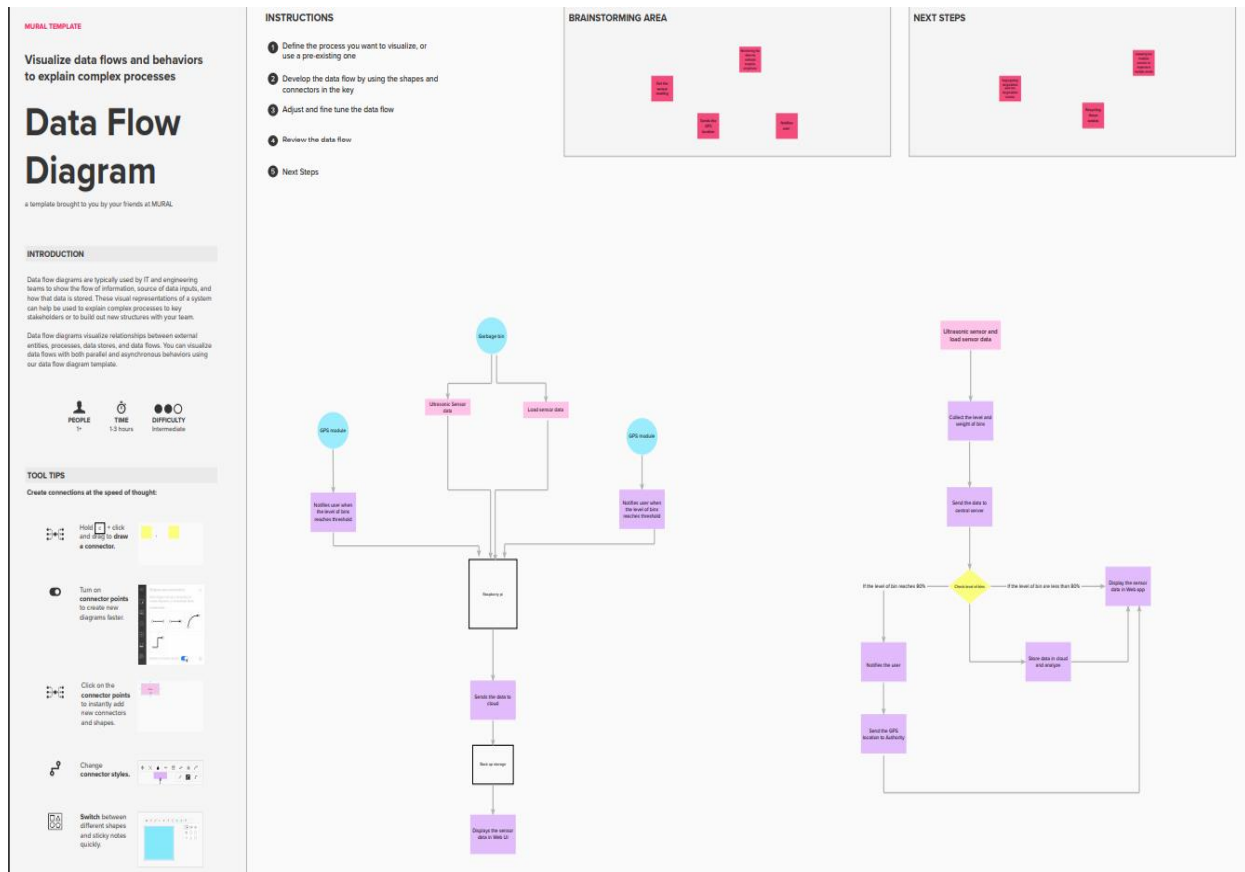 MURAL TEMPLATE
Visualize data flows and behaviors
to explain complex processes
Data Flow
Diagram
a template brought to you by your friends at MURAL
INTRODUCTION
Data flow diagrams are typically used by IT and engineering
teams to show the flow of information, source of data inputs, and
how that data is stored. These visual representations of a system
can help be used to explain complex processes to key
stakeholders or to build out new structures with your team.
Data flow diagrams visualize relationships between external
entities, processes, data stores, and data flows. You can visualize
data flows with both parallel and asynchronous behaviors using
our data flow diagram template.
PEOPLE
1+
TIME
1-3 hours
DIFFICULTY
Intermediate
TOOL TIPS
Create connections at the speed of thought:
Hold + click
and drag to draw
a connector.
Turn on
connector points
to create new
diagrams faster.
Click on the
connector points
to instantly add
new connectors
and shapes.
Change
connector styles.
Switch between
different shapes
and sticky notes
quickly.
INSTRUCTIONS
1 Define the process you want to visualize, or
use a pre-existing one
2 Develop the data flow by using the shapes and
connectors in the key
3 Adjust and fine tune the data flow
4 Review the data flow
5 Next Steps
BRAINSTORMING AREA
Notifies
user
NEXT STEPS
Garbage bin
Ultrasonic Sensor
data
Load sensor data
GPS module
GPS module
Notifies user when
the level of bins
reaches threshold.
Notifies user when
the level of bins
reaches threshold.
Raspberry pi
Sends the data to
cloud
Back up storage
Displays the sensor
data in Web UI
Ultrasonic sensor and
load sensor data
Collect the level and
weight of bins
Send the data to
central server
If the level of bin reaches 80%
Check level of bins
If the level of bin are less than 80%
Display the sensor
data in Web app
Notifies the user
Store data in cloud
and analyze
Send the GPS
location to Authority